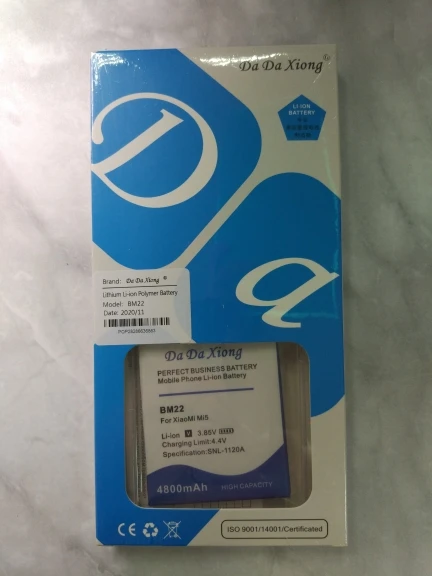 Da Da Xiong®
LI ION
BATTERY
D
a
Brand: Da Da Xiong ®
Lithium Li-ion Polymer Battery
Model: BM22
Date: 2020/11
Da Da Xiong
PERFECT BUSINESS BATTERY
Mobile Phone Li-ion Battery
BM22
For XiaoMI Mi5
Li-ion 3.85V
Charging Limit:4.4V
Specification:SNL-1120A
4800mAh HIGH CAPACITY
CE
ISO 9001/14001/Certificated